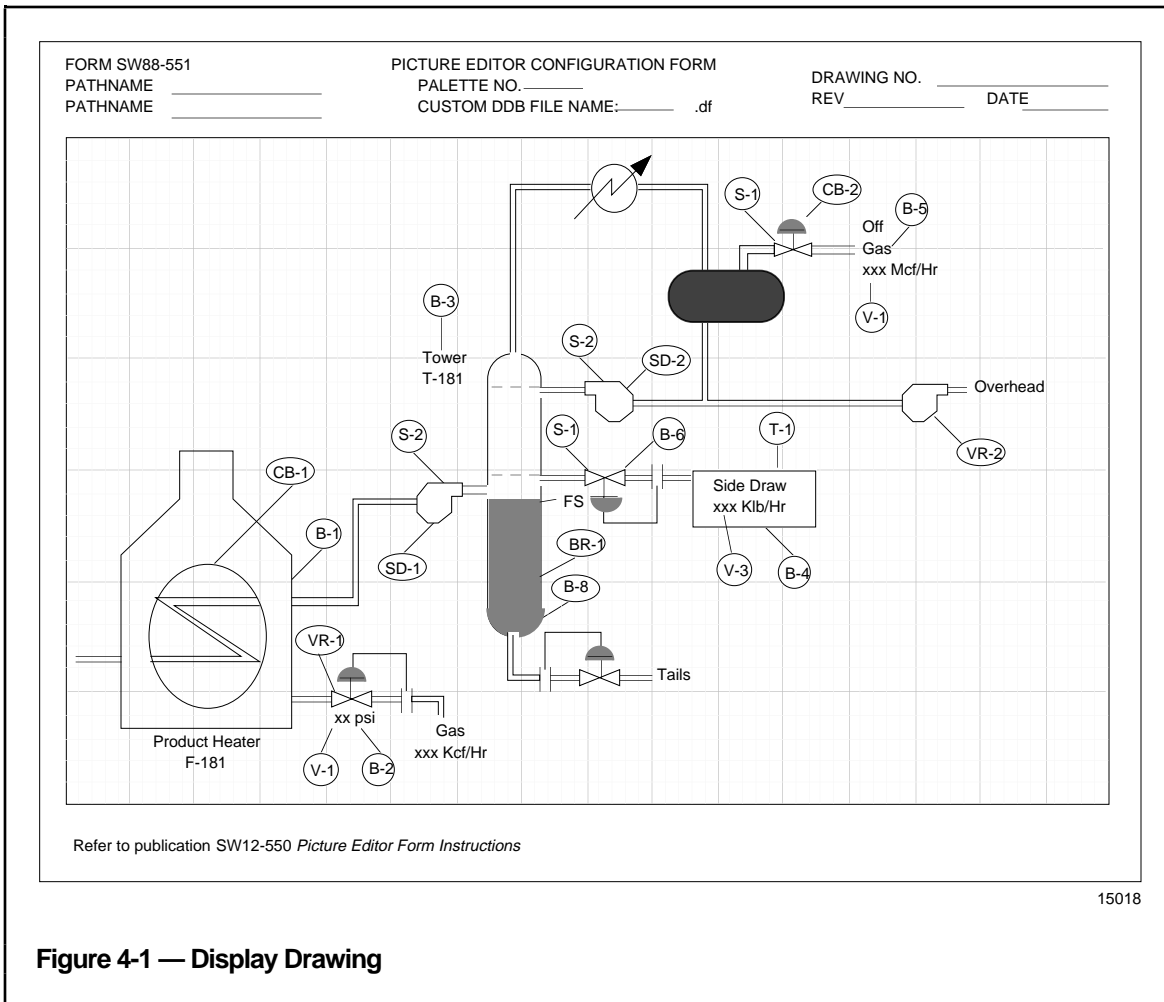 FORM SW88-551
PATHNAME
PATHNAME
PICTURE EDITOR CONFIGURATION FORM
PALETTE NO.
CUSTOM DDB FILE NAME: .df
DRAWING NO.
REV DATE
S-1
CB-2
B-5
Off
Gas
xxx Mcf/Hr
V-1
B-3
Tower
T-181
S-2
SD-2
Overhead
VR-2
S-1
B-6
T-1
S-2
CB-1
Side Draw
xxx Klb/Hr
FS
B-1
SD-1
BR-1
V-3
B-4
B-8
VR-1
Tails
xx psi
Gas
xxx Kcf/Hr
Product Heater
F-181
V-1
B-2
Refer to publication SW12-550 Picture Editor Form Instructions
15018
Figure 4-1 — Display Drawing